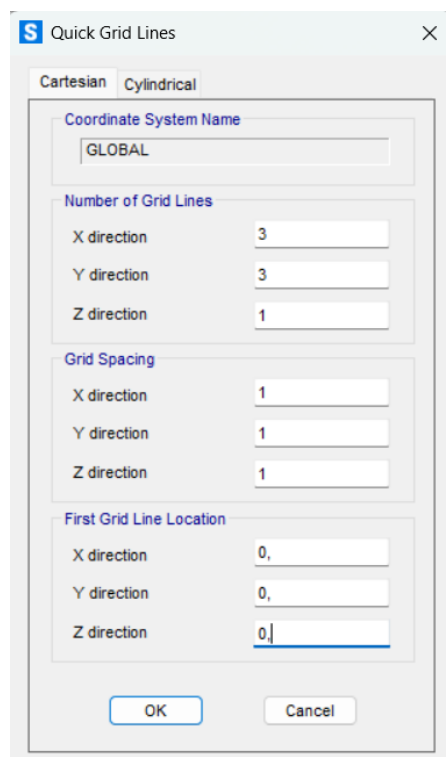 S Quick Grid Lines
Cartesian Cylindrical
Coordinate System Name
GLOBAL
Number of Grid Lines
X direction 3
Y direction 3
Z direction 1
Grid Spacing
X direction 1
Y direction 1
Z direction 1
First Grid Line Location
X direction 0,
Y direction 0,
Z direction 0,
OK Cancel